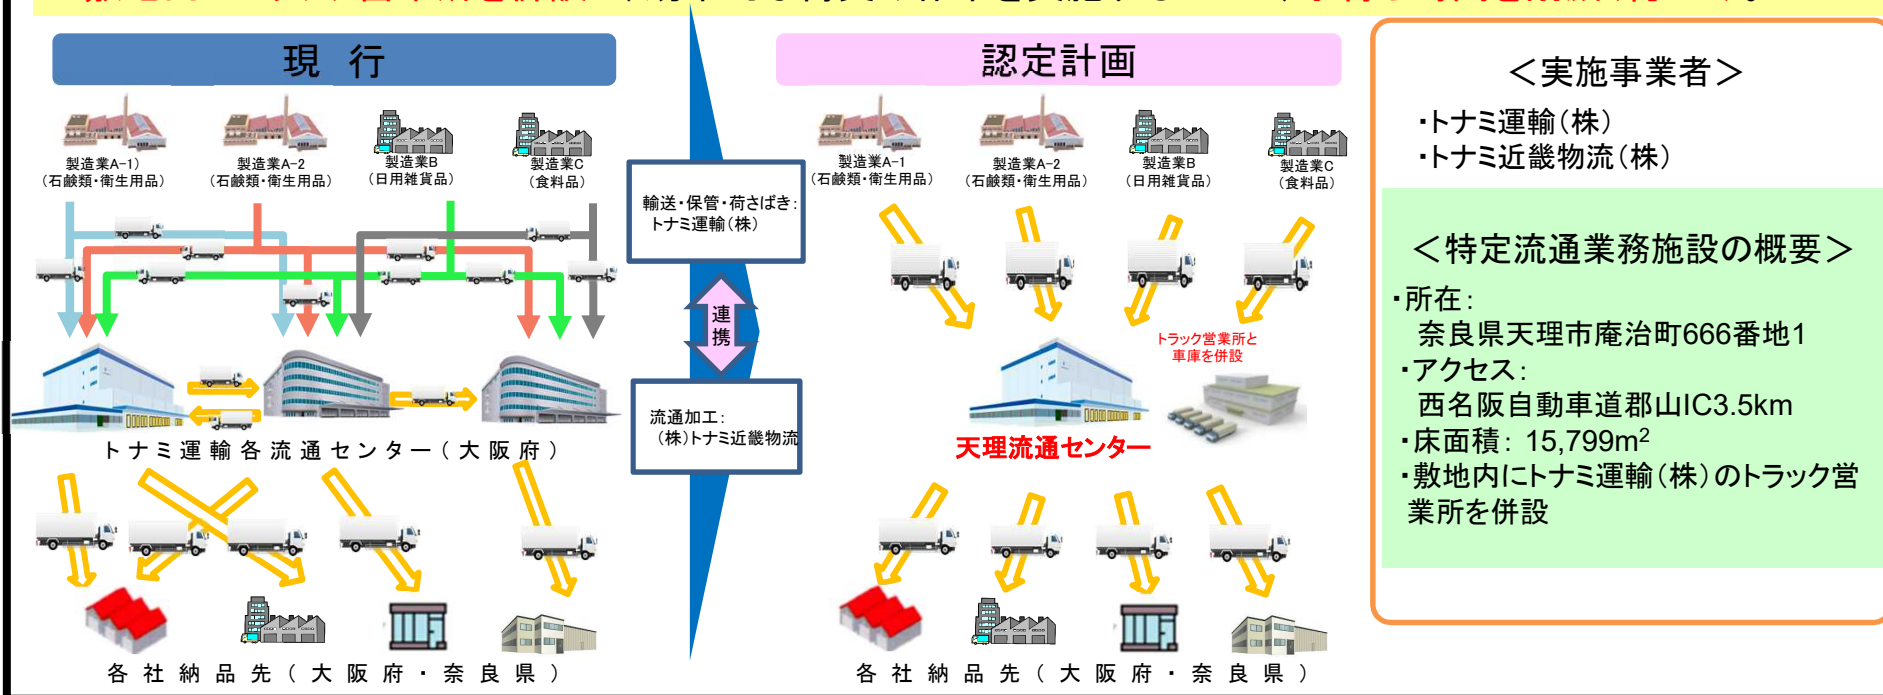 現 行
製造業A-1)
(石鹸類・衛生用品)
製造業A-2
(石鹸類・衛生用品)
製造業B
(日用雑貨品)
製造業C
(食料品)
トナミ運輸各流通センター(大阪府)
各社納品先(大阪府・奈良県)
輸送・保管・荷さばき:
トナミ運輸(株)
連
携
流通加工:
(株)トナミ近畿物流
認定計画
製造業A-1
(石鹸類・衛生用品)
製造業A-2
(石鹸類・衛生用品)
製造業B
(日用雑貨品)
製造業C
(食料品)
トラック営業所と
車庫を併設
天理流通センター
各社納品先(大阪府・奈良県)
<実施事業者>
・トナミ運輸(株)
・トナミ近畿物流(株)
<特定流通業務施設の概要>
・所在:
奈良県天理市庵治町666番地1
・アクセス:
西名阪自動車道郡山IC3.5km
・床面積: 15,799m2
・敷地内にトナミ運輸(株)のトラック営
業所を併設